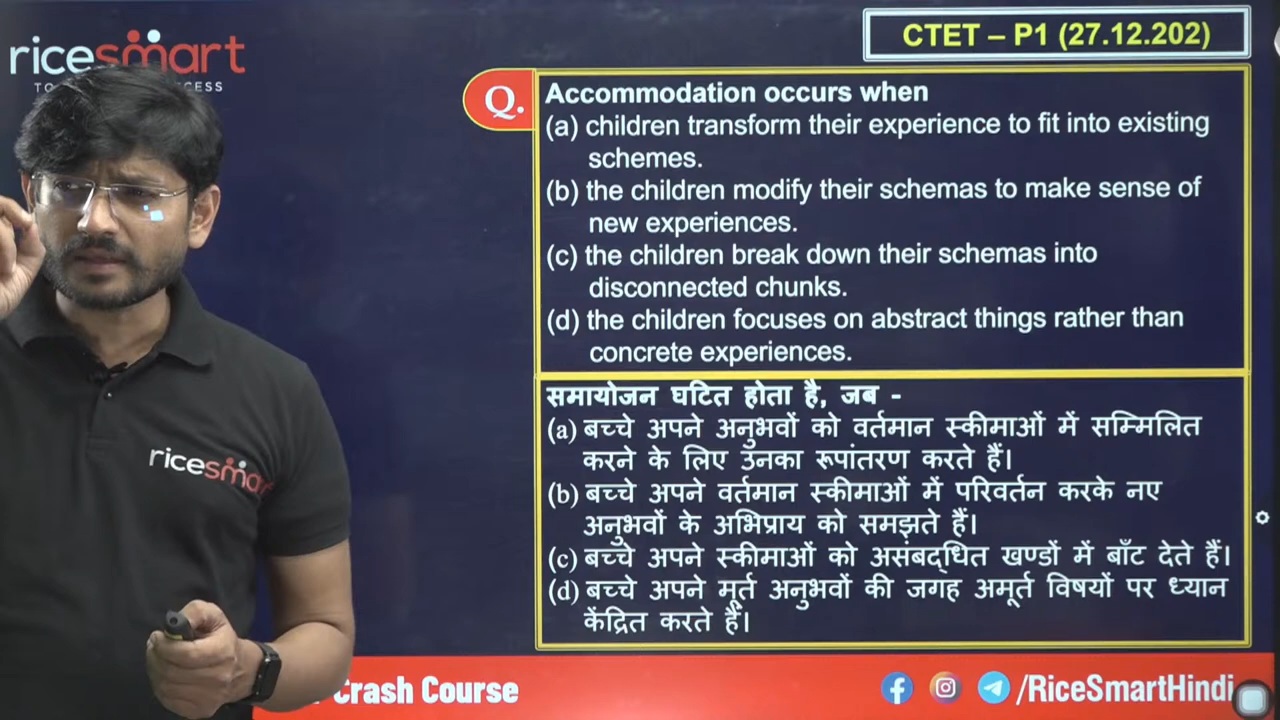 ricesmart
CTET – P1 (27.12.202)
Q.
Accommodation occurs when
(a) children transform their experience to fit into existing
schemes.
(b) the children modify their schemas to make sense of
new experiences.
(c) the children break down their schemas into
disconnected chunks.
(d) the children focuses on abstract things rather than
concrete experiences.
समायोजन घटित होता है, जब -
(a) बच्चे अपने अनुभवों को वर्तमान स्कीमाओं में सम्मिलित
करने के लिए उनका रूपांतरण करते हैं।
(b) बच्चे अपने वर्तमान स्कीमाओं में परिवर्तन करके नए
अनुभवों के अभिप्राय को समझते हैं।
(c) बच्चे अपने स्कीमाओं को असंबद्धित खण्डों में बाँट देते हैं।
(d) बच्चे अपने मूर्त अनुभवों की जगह अमूर्त विषयों पर ध्यान
केंद्रित करते हैं।
ricesmar
Crash Course
/RiceSmartHindi